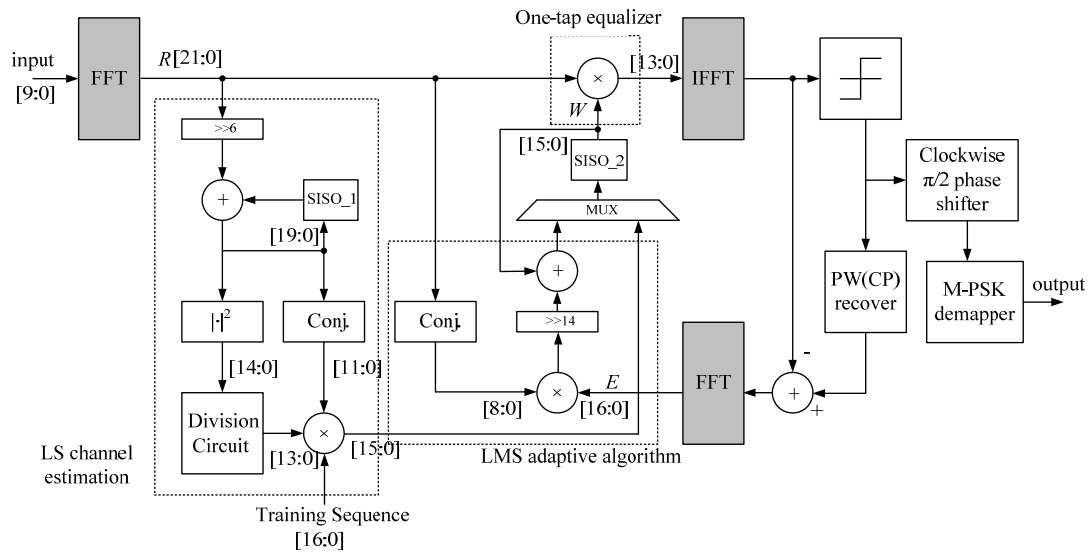 One-tap equalizer
input
[9:0]
FFT
R[21:0]
×
[13:0]
IFFT
W
>>6
[15:0]
SISO_2
Clockwise
π/2 phase
shifter
+
SISO_1
MUX
[19:0]
+
PW(CP)
recover
M-PSK
demapper
output
|·|²
Conj.
Conj.
>>14
-
[14:0]
[11:0]
E
FFT
+
+
[8:0]
×
[16:0]
Division
Circuit
×
[13:0]
[15:0]
LS channel
estimation
LMS adaptive algorithm
Training Sequence
[16:0]